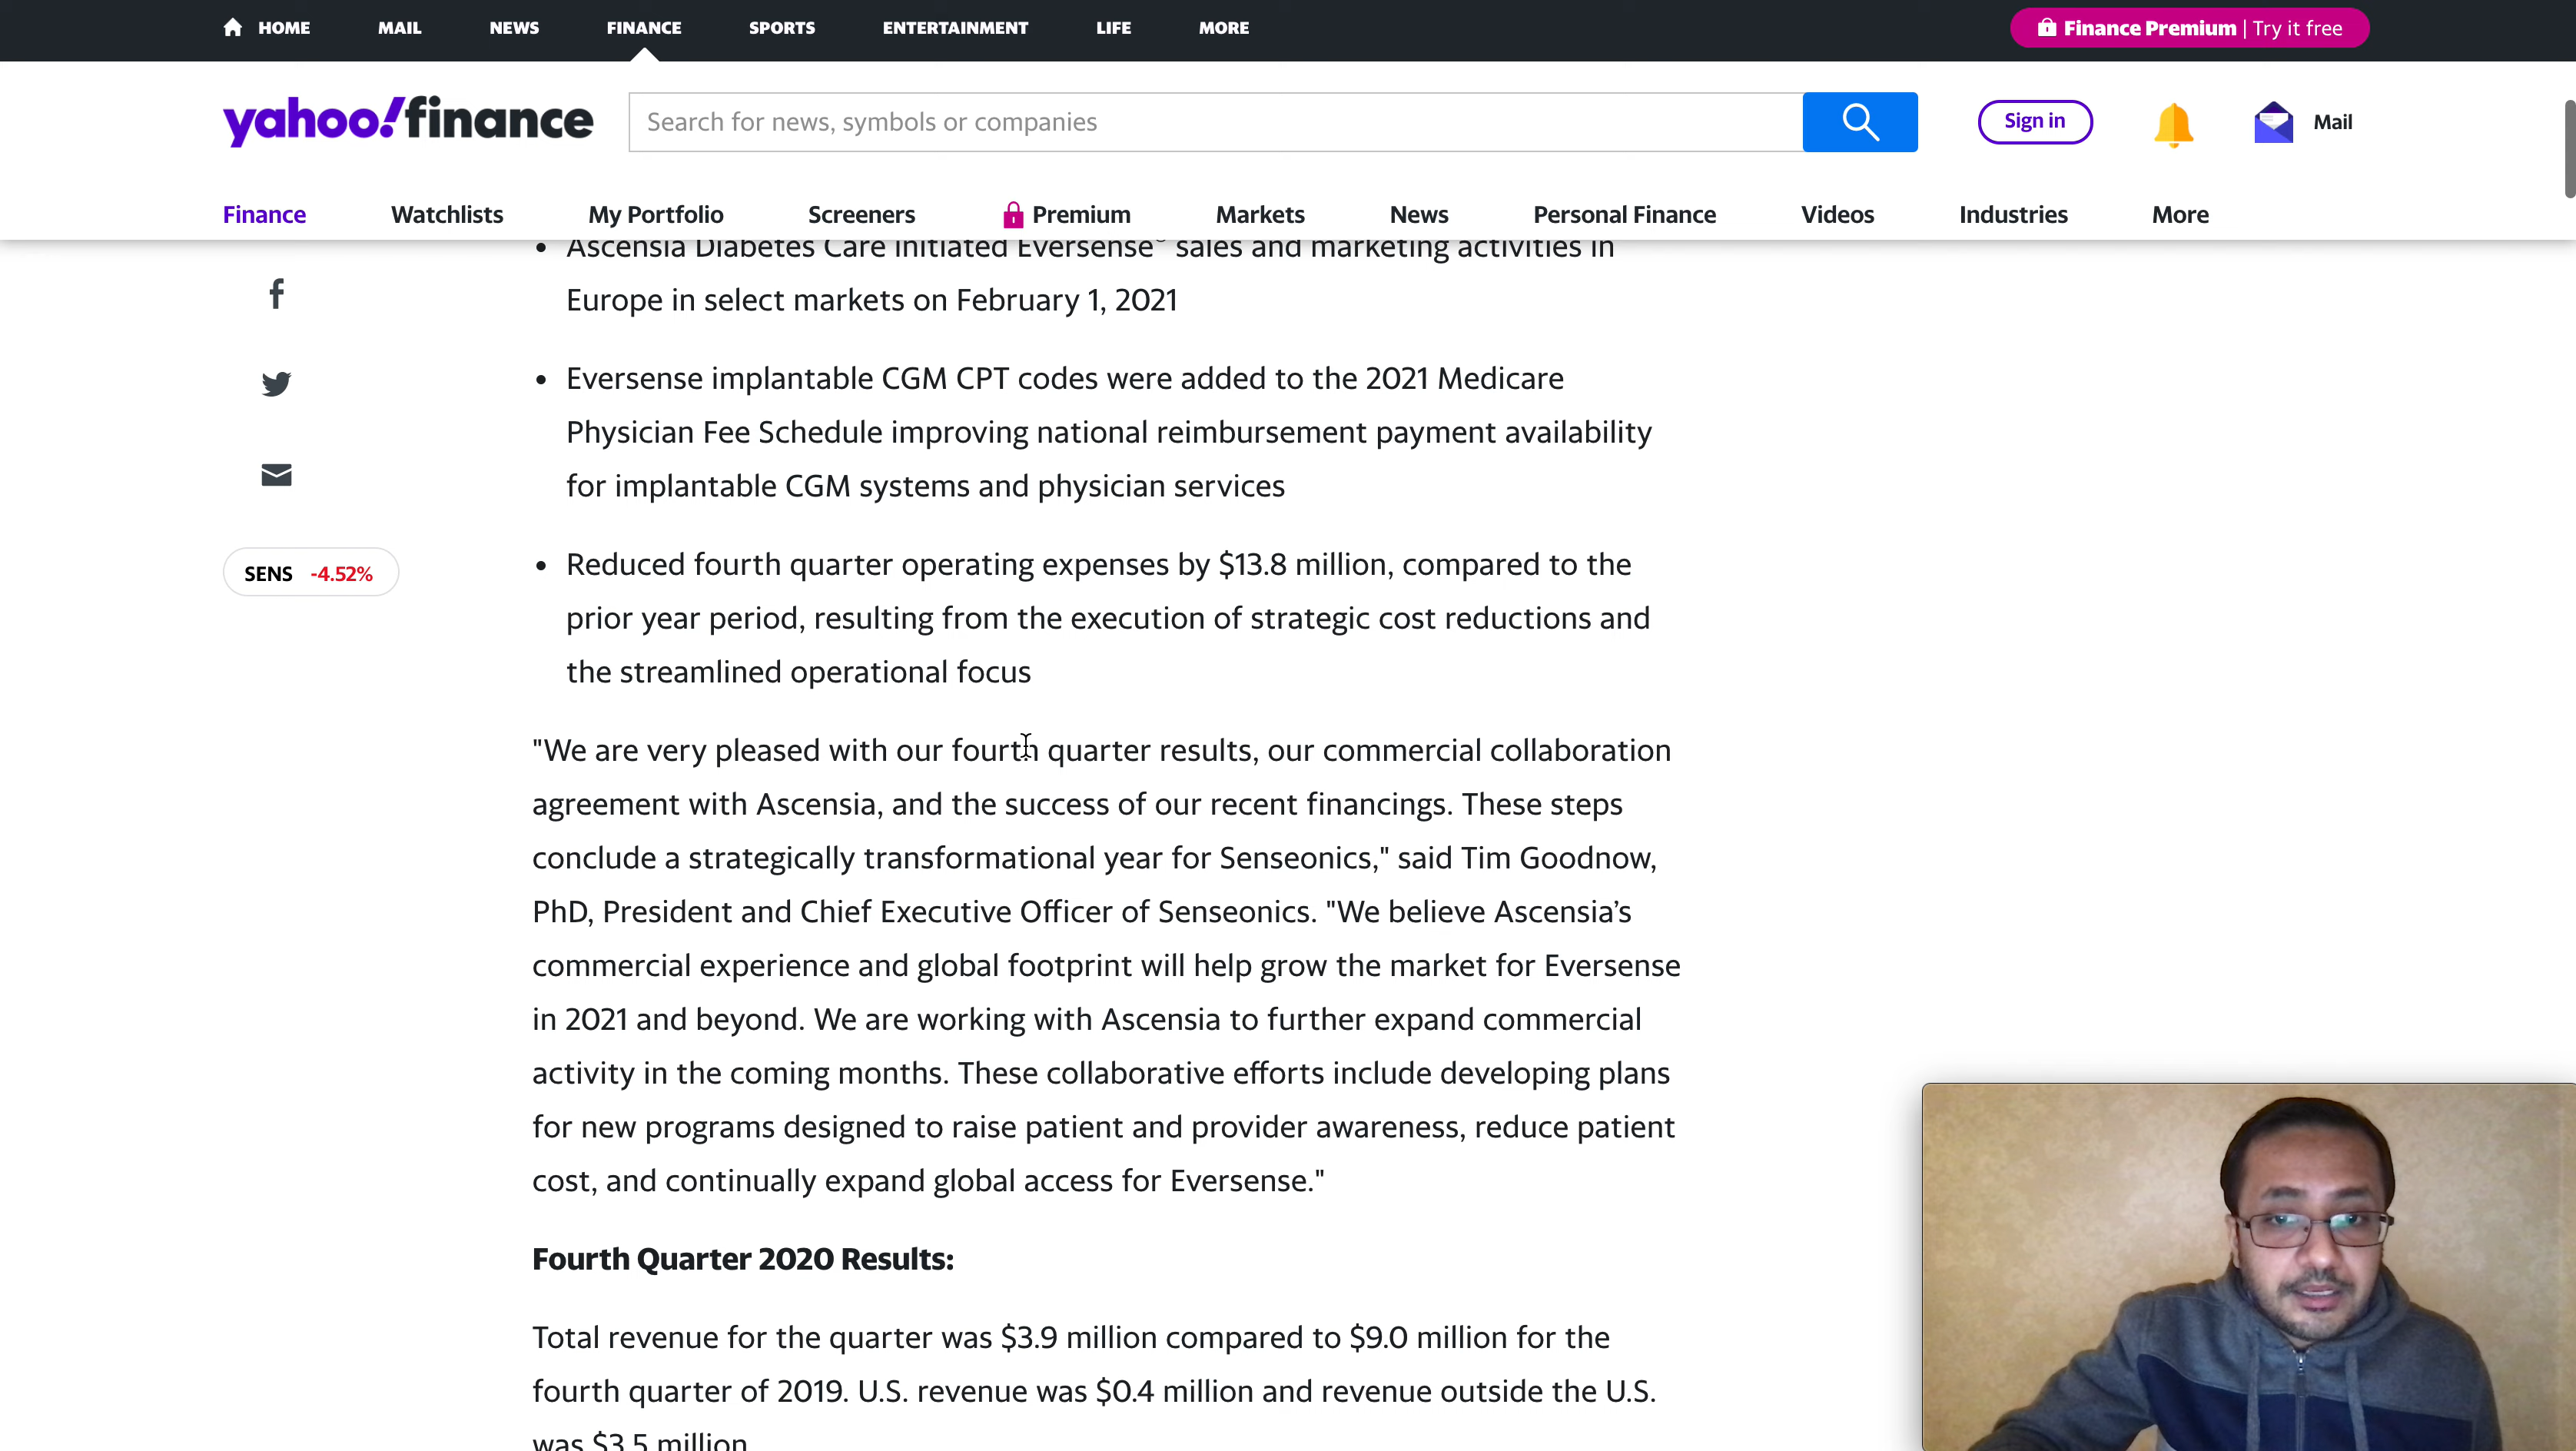 HOME MAIL NEWS FINANCE SPORTS ENTERTAINMENT LIFE MORE Finance Premium | Try it free
yahoo!finance Search for news, symbols or companies Sign in Mail
Finance Watchlists My Portfolio Screeners Premium Markets News Personal Finance Videos Industries More
• Ascensia Diabetes Care initiated Eversense® sales and marketing activities in
Europe in select markets on February 1, 2021
• Eversense implantable CGM CPT codes were added to the 2021 Medicare
Physician Fee Schedule improving national reimbursement payment availability
for implantable CGM systems and physician services
SENS -4.52%
• Reduced fourth quarter operating expenses by $13.8 million, compared to the
prior year period, resulting from the execution of strategic cost reductions and
the streamlined operational focus
"We are very pleased with our fourth quarter results, our commercial collaboration
agreement with Ascensia, and the success of our recent financings. These steps
conclude a strategically transformational year for Senseonics," said Tim Goodnow,
PhD, President and Chief Executive Officer of Senseonics. "We believe Ascensia’s
commercial experience and global footprint will help grow the market for Eversense
in 2021 and beyond. We are working with Ascensia to further expand commercial
activity in the coming months. These collaborative efforts include developing plans
for new programs designed to raise patient and provider awareness, reduce patient
cost, and continually expand global access for Eversense."
Fourth Quarter 2020 Results:
Total revenue for the quarter was $3.9 million compared to $9.0 million for the
fourth quarter of 2019. U.S. revenue was $0.4 million and revenue outside the U.S.
was $3.5 million